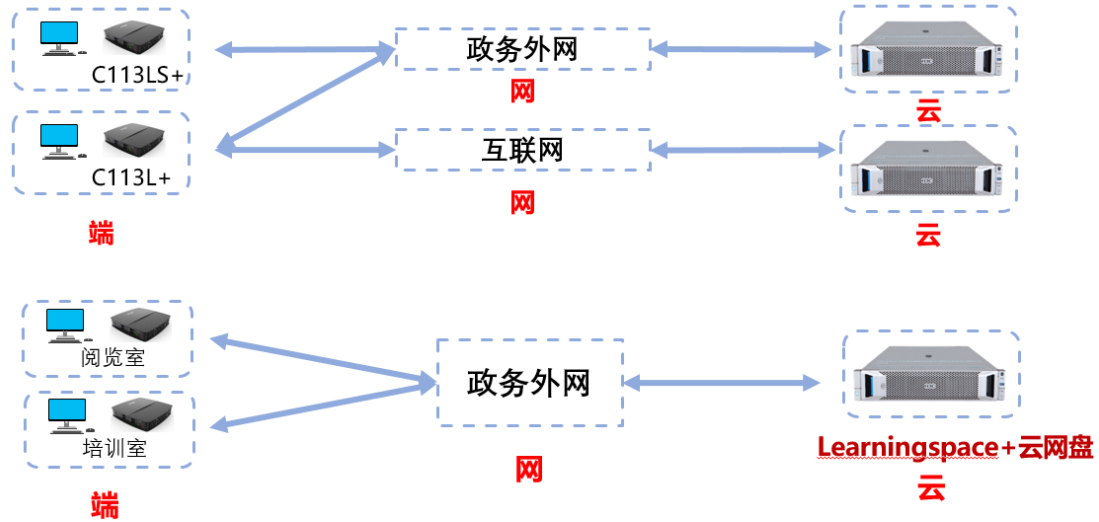 C113LS+
政务外网
网
云
C113L+
互联网
网
端
云
阅览室
政务外网
培训室
Learningspace+云网盘
网
云
端